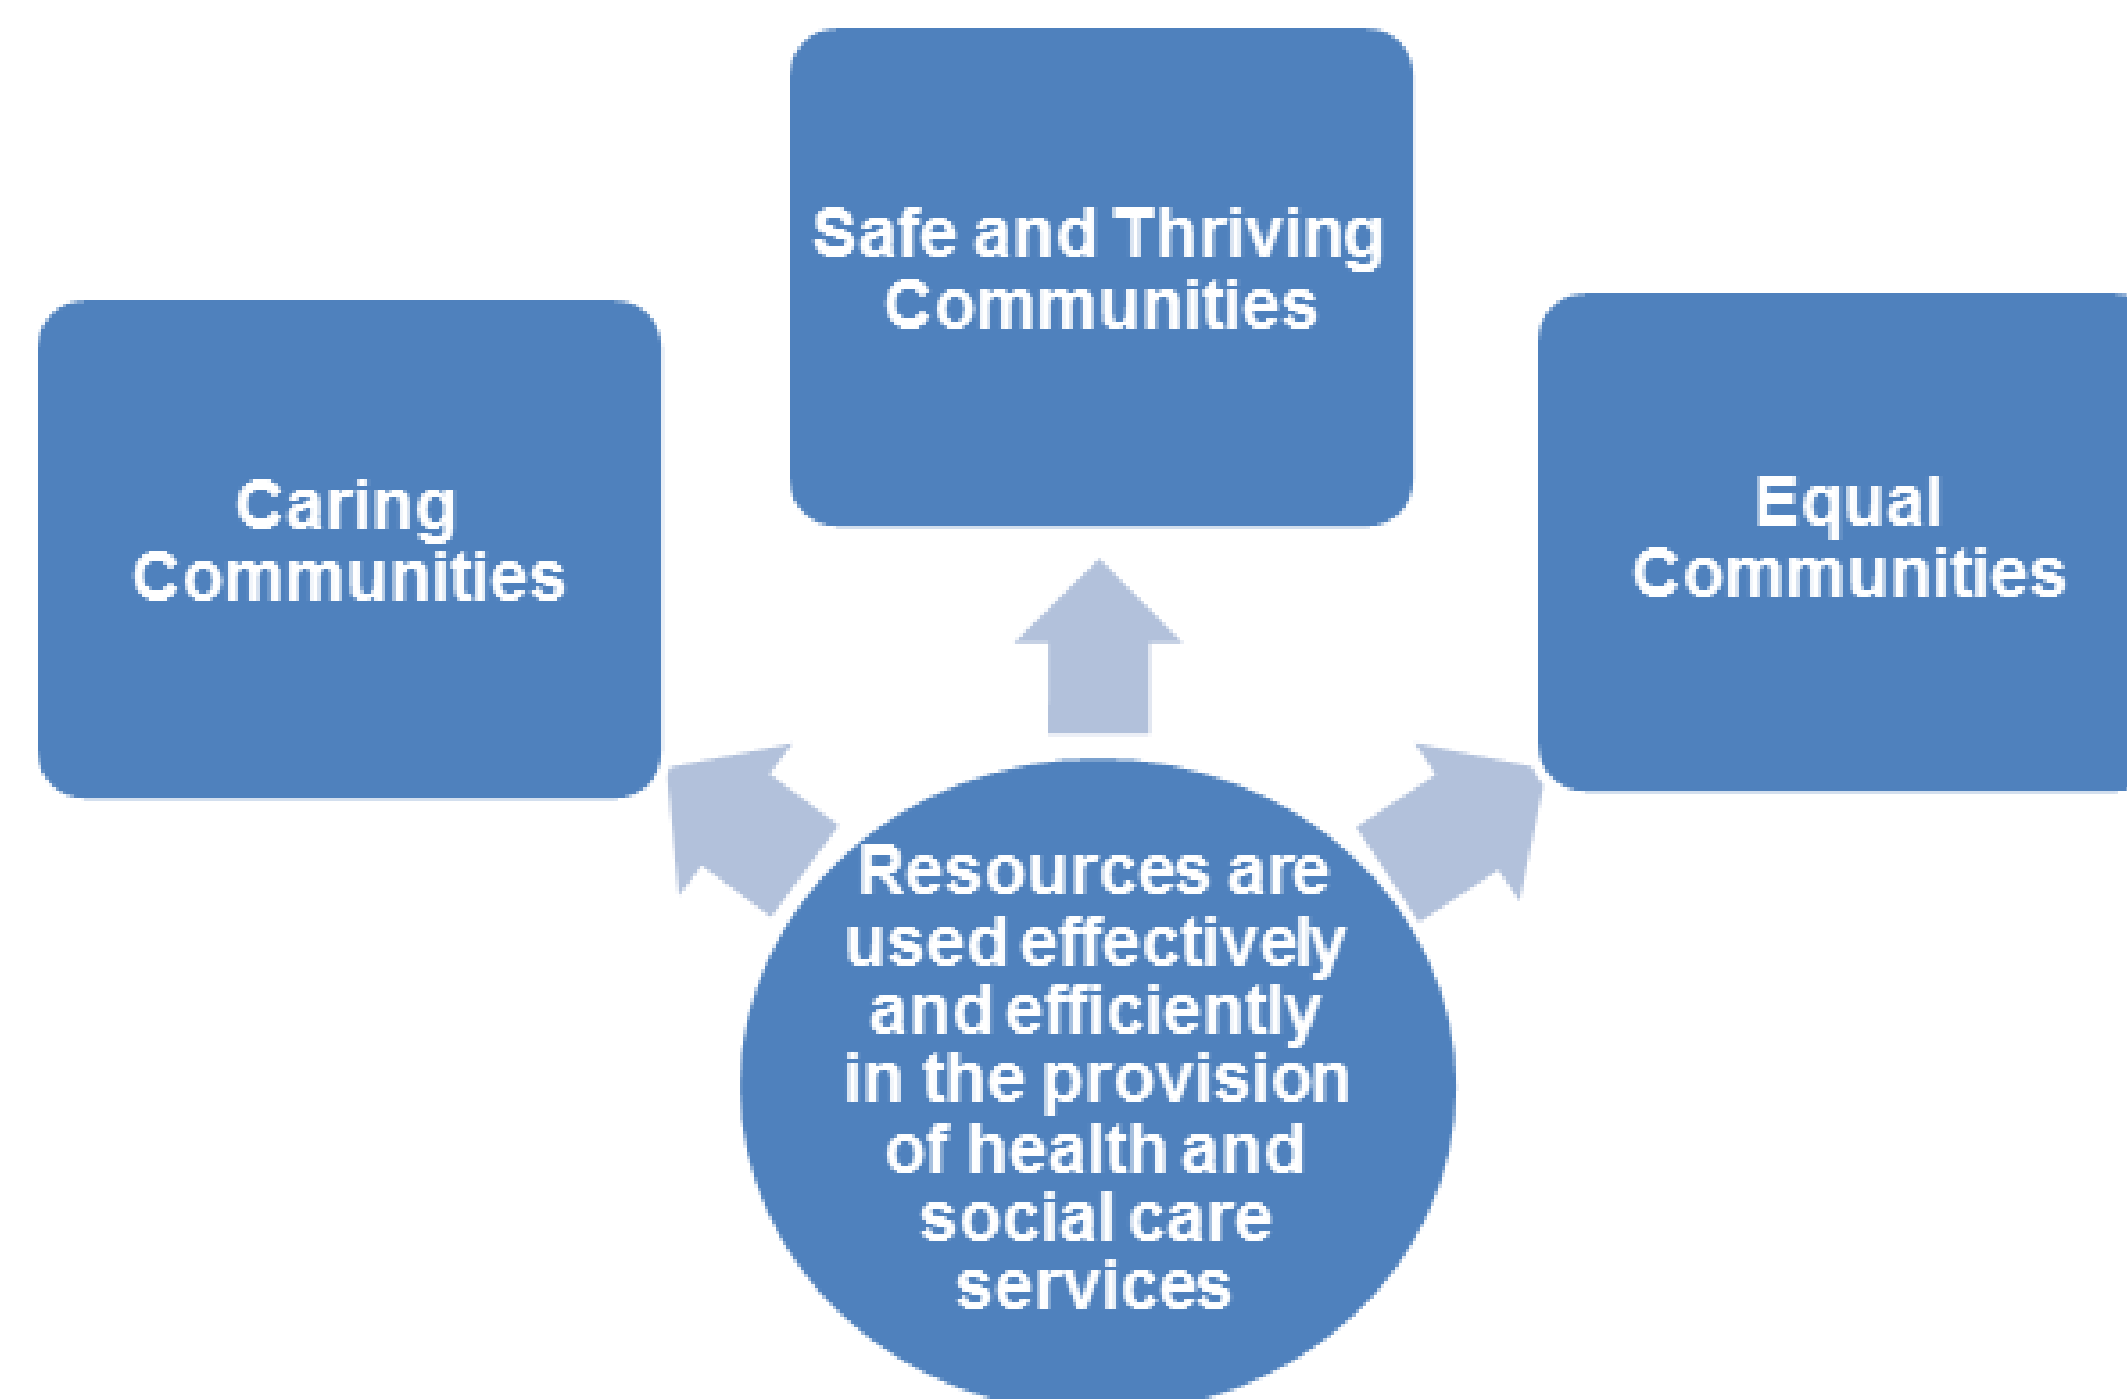 Safe and Thriving
Communities
Caring
Communities
Equal
Communities
Resources are
used effectively
and efficiently
in the provision
of health and
social care
services